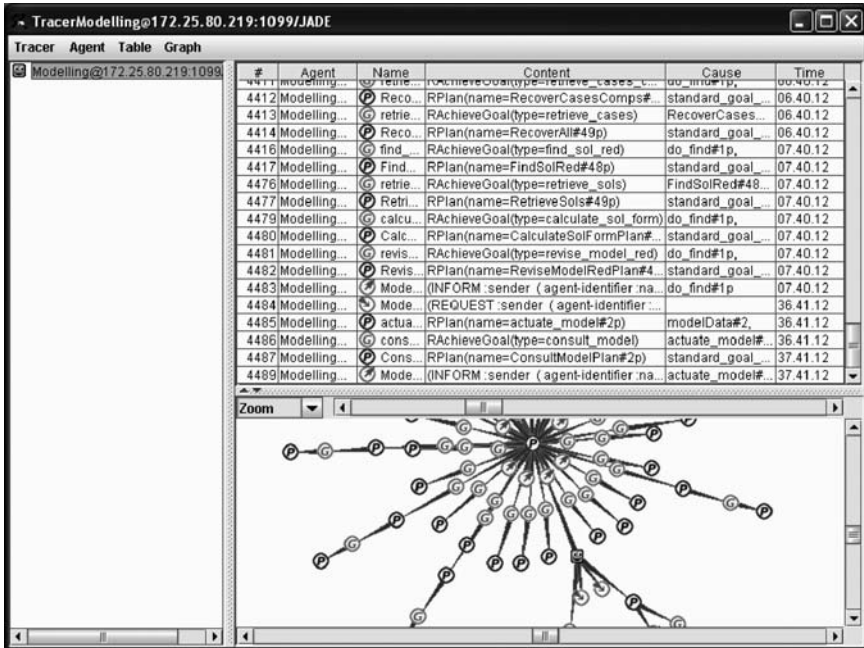 TracerModelling@172.25.80.219:1099/JADE
Tracer Agent Table Graph
Modelling@172.25.80.219:1099
# Agent Name Content Cause Time
4411 Modelling... retrie... RAchieveGoal(type=retrieve_cases_c... do_find#1p, 06.40.12
4412 Modelling... P Reco... RPlan(name=RecoverCasesComps#... standard_goal_... 06.40.12
4413 Modelling... G retrie... RAchieveGoal(type=retrieve_cases) RecoverCases... 06.40.12
4414 Modelling... P Reco... RPlan(name=RecoverAll#49p) standard_goal_... 06.40.12
4416 Modelling... G find_... RAchieveGoal(type=find_sol_red) do_find#1p, 07.40.12
4417 Modelling... P Find... RPlan(name=FindSolRed#48p) standard_goal_... 07.40.12
4476 Modelling... G retrie... RAchieveGoal(type=retrieve_sols) FindSolRed#48... 07.40.12
4477 Modelling... P Retri... RPlan(name=RetrieveSols#49p) standard_goal_... 07.40.12
4479 Modelling... G calcu... RAchieveGoal(type=calculate_sol_form) do_find#1p, 07.40.12
4480 Modelling... P Calc... RPlan(name=CalculateSolFormPlan#... standard_goal_... 07.40.12
4481 Modelling... G revis... RAchieveGoal(type=revise_model_red) do_find#1p, 07.40.12
4482 Modelling... P Revis... RPlan(name=ReviseModelRedPlan#4... standard_goal_... 07.40.12
4483 Modelling... Mode... (INFORM :sender ( agent-identifier :na... do_find#1p 07.40.12
4484 Modelling... Mode... (REQUEST :sender ( agent-identifier :... 36.41.12
4485 Modelling... P actua... RPlan(name=actuate_model#2p) modelData#2, 36.41.12
4486 Modelling... G cons... RAchieveGoal(type=consult_model) actuate_model#... 36.41.12
4487 Modelling... P Cons... RPlan(name=ConsultModelPlan#2p) standard_goal_... 37.41.12
4489 Modelling... Mode... (INFORM :sender ( agent-identifier :na... actuate_model#... 37.41.12
Zoom
P G P P G G P G G P
P G G G P
P G P G G G P G P
P G G G G P
P G P P P P
P P
G G